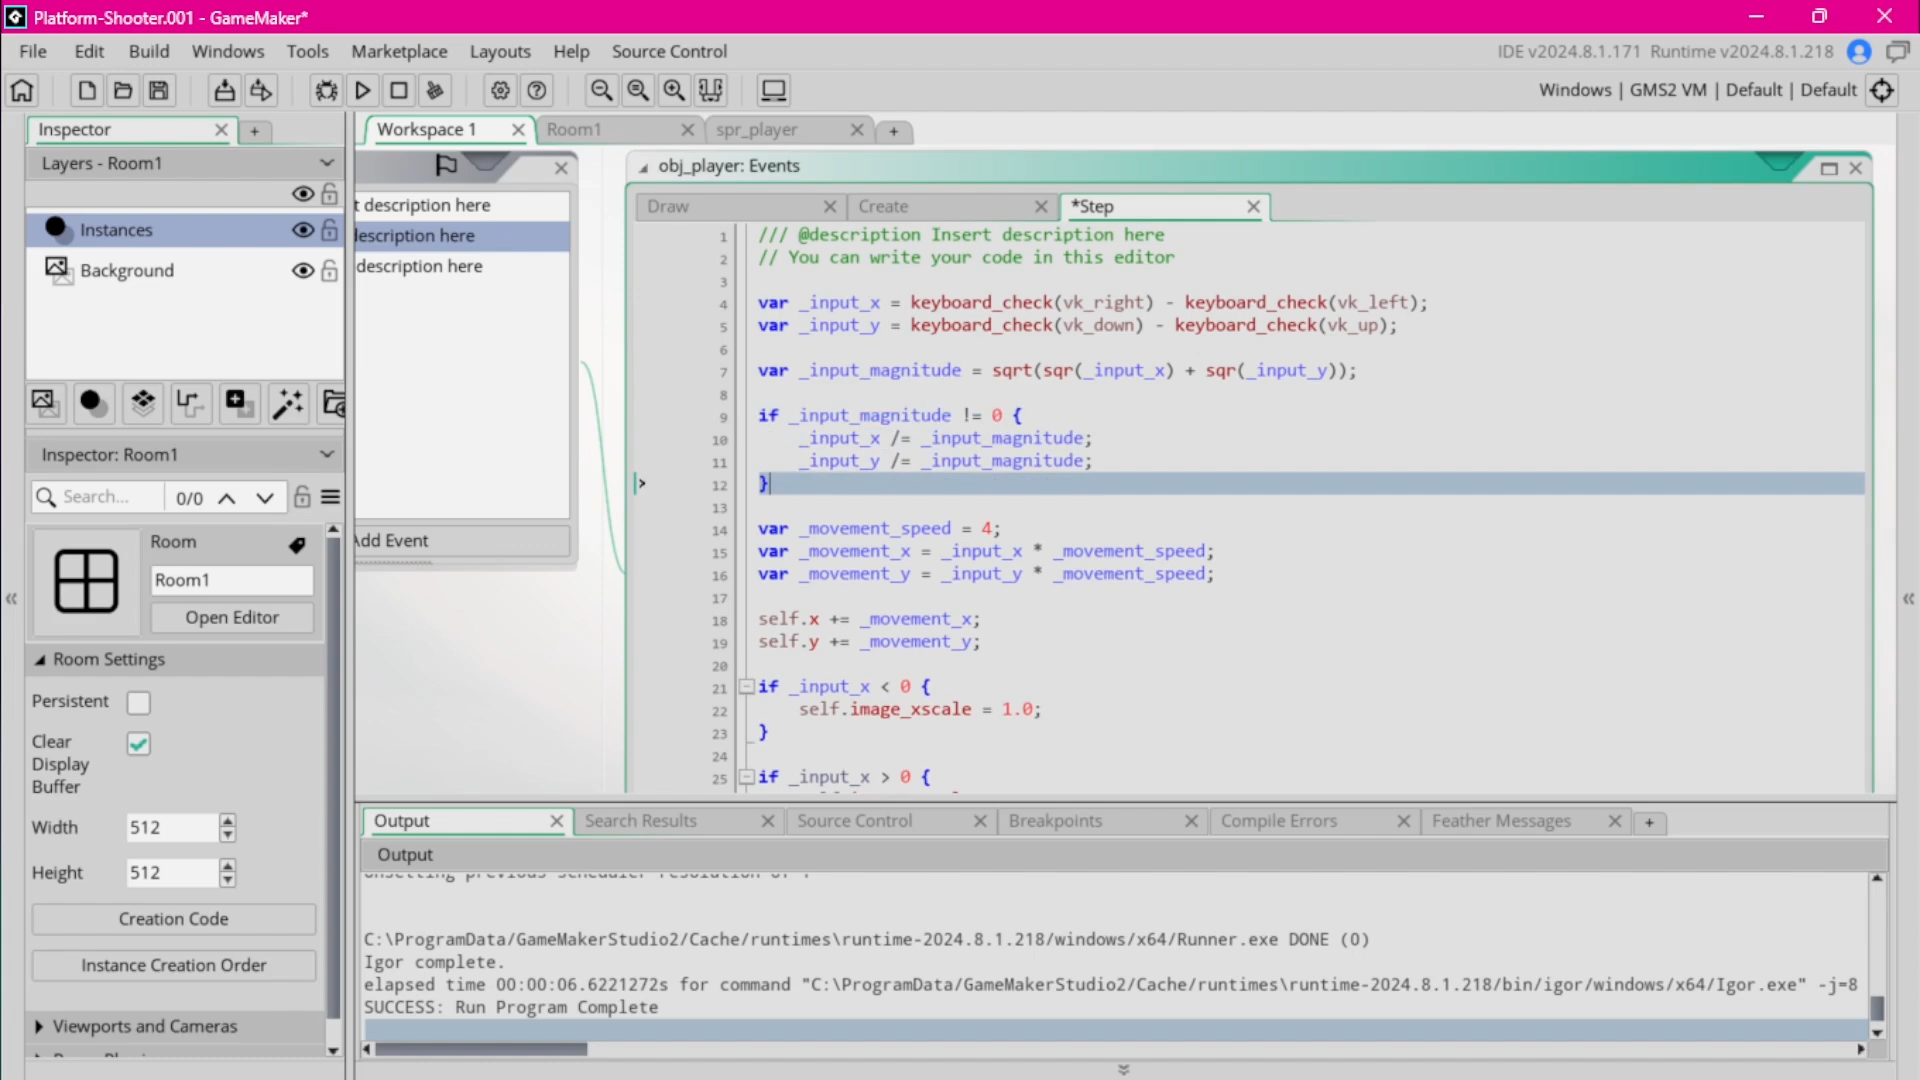 Platform-Shooter.001 - GameMaker*
File Edit Build Windows Tools Marketplace Layouts Help Source Control
IDE v2024.8.1.171 Runtime v2024.8.1.218
Windows | GMS2 VM | Default | Default
Inspector
Layers - Room1
Instances
Background
Inspector: Room1
Search... 0/0
Room
Room1
Open Editor
Room Settings
Persistent
Clear
Display
Buffer
Width 512
Height 512
Creation Code
Instance Creation Order
Viewports and Cameras
Workspace 1 Room1 spr_player
t description here
description here
description here
Add Event
obj_player: Events
Draw Create *Step
1 /// @description Insert description here
2 // You can write your code in this editor
3
4 var _input_x = keyboard_check(vk_right) - keyboard_check(vk_left);
5 var _input_y = keyboard_check(vk_down) - keyboard_check(vk_up);
6
7 var _input_magnitude = sqrt(sqr(_input_x) + sqr(_input_y));
8
9 if _input_magnitude != 0 {
10 _input_x /= _input_magnitude;
11 _input_y /= _input_magnitude;
12 }
13
14 var _movement_speed = 4;
15 var _movement_x = _input_x * _movement_speed;
16 var _movement_y = _input_y * _movement_speed;
17
18 self.x += _movement_x;
19 self.y += _movement_y;
20
21 if _input_x < 0 {
22 self.image_xscale = 1.0;
23 }
24
25 if _input_x > 0 {
Output Search Results Source Control Breakpoints Compile Errors Feather Messages
Output
C:\ProgramData/GameMakerStudio2/Cache/runtimes\runtime-2024.8.1.218/windows/x64/Runner.exe DONE (0)
Igor complete.
elapsed time 00:00:06.6221272s for command "C:\ProgramData/GameMakerStudio2/Cache/runtimes\runtime-2024.8.1.218/bin/igor/windows/x64/Igor.exe" -j=8
SUCCESS: Run Program Complete